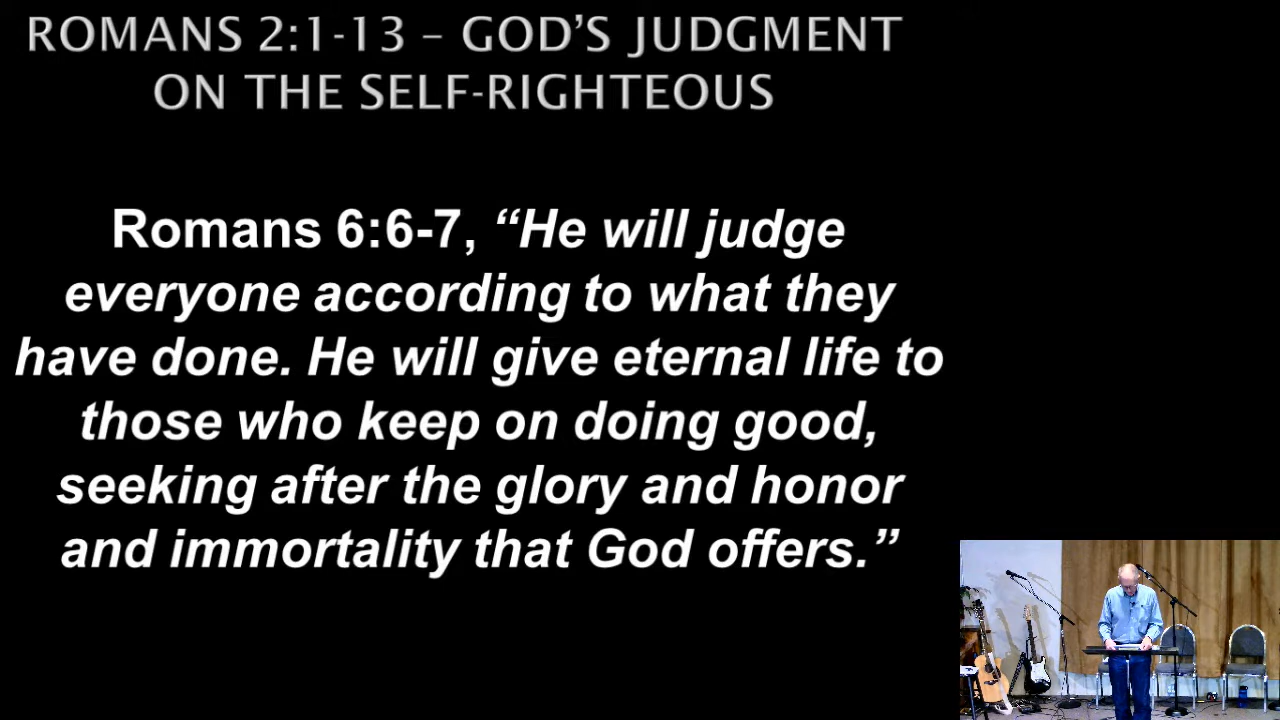 ROMANS 2:1-13 – GOD’S JUDGMENT
ON THE SELF-RIGHTEOUS
Romans 6:6-7, “He will judge
everyone according to what they
have done. He will give eternal life to
those who keep on doing good,
seeking after the glory and honor
and immortality that God offers.”